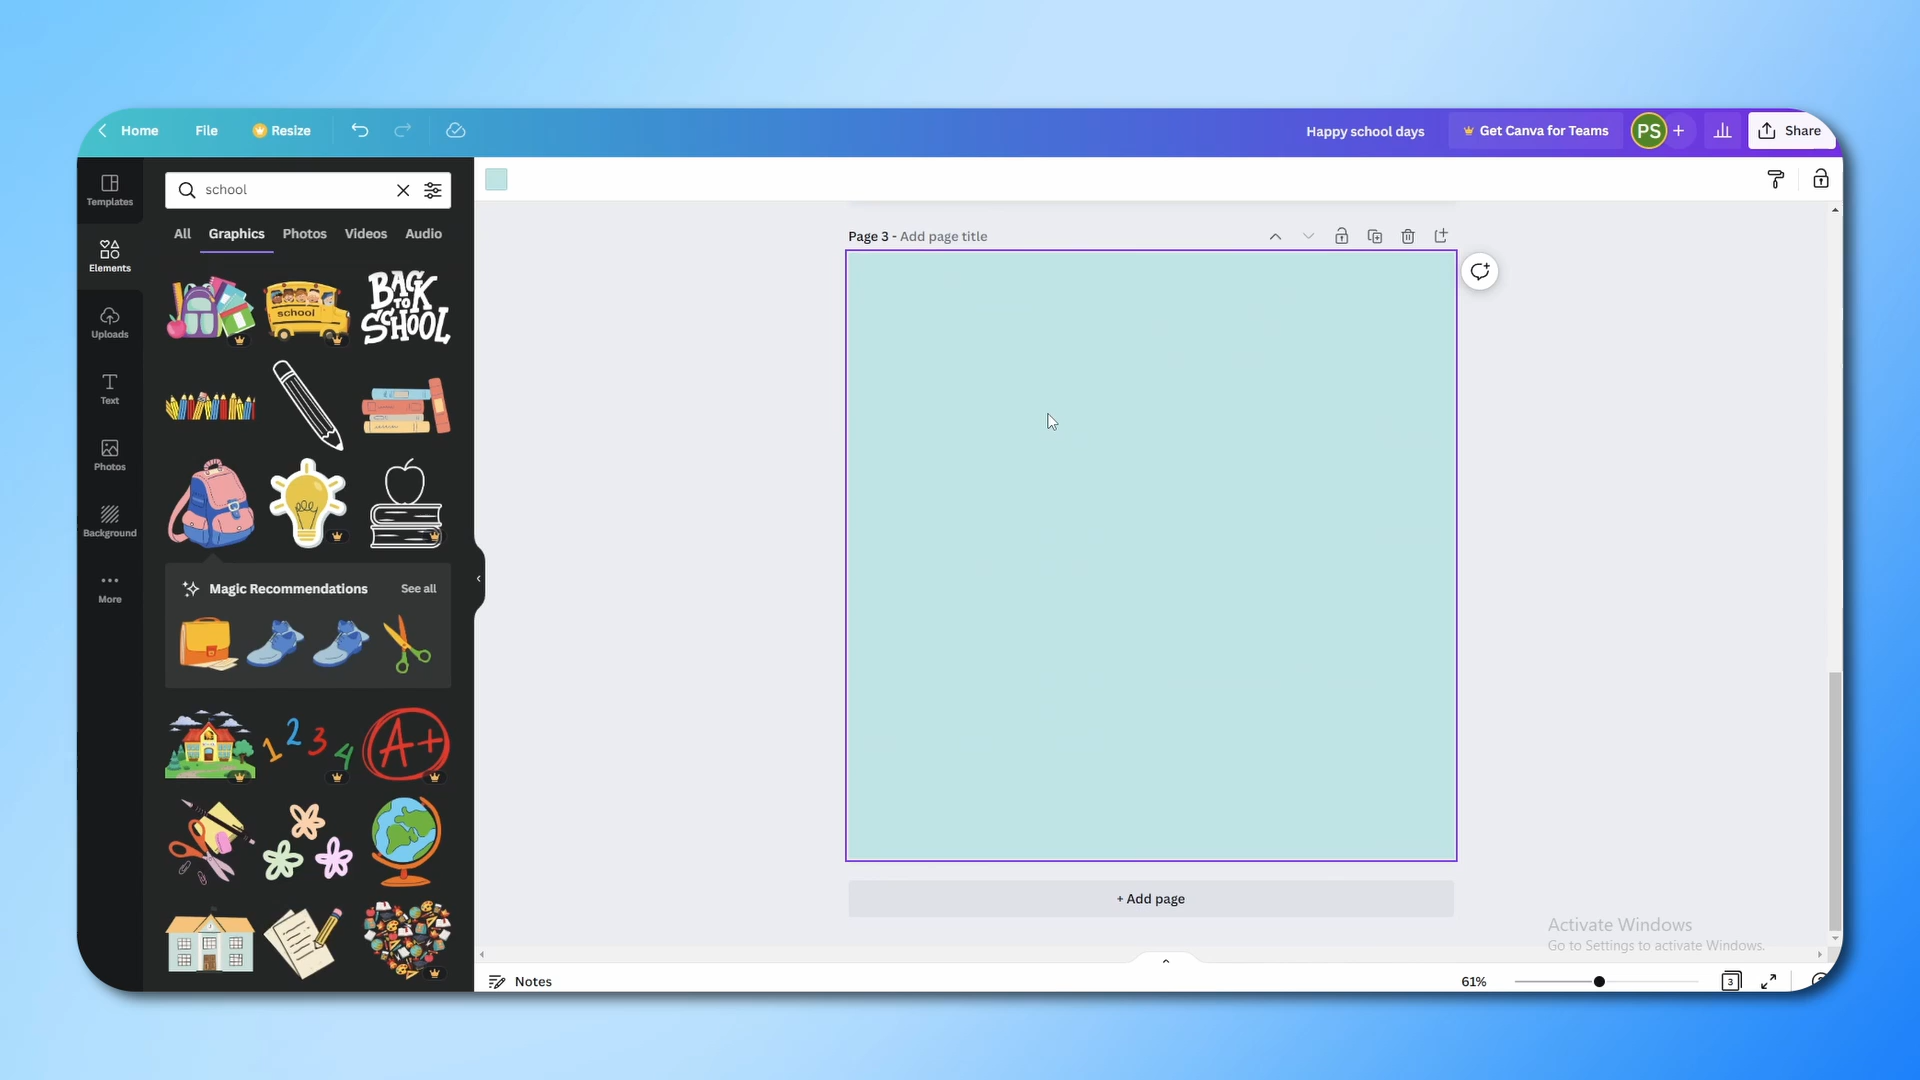 Home File Resize Happy school days Get Canva for Teams PS + Share
Templates
Elements
Uploads
Text
Photos
Background
More
school
All Graphics Photos Videos Audio
school
BACK
TO
SCHOOL
Magic Recommendations See all
1 2 3 4
A+
Page 3 - Add page title
+ Add page
Activate Windows
Go to Settings to activate Windows.
Notes 61% 3